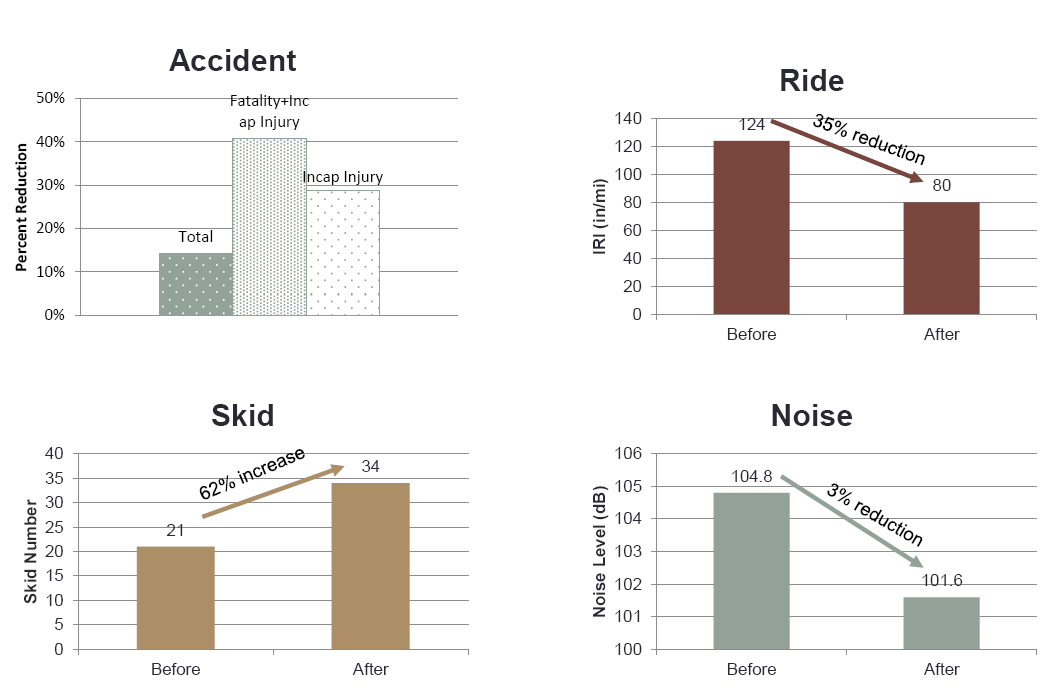 Accident
50%
40%
30%
20%
10%
0%
Percent Reduction
Total
Fatality+Inc
ap Injury
Incap Injury
Ride
140
120
100
80
60
40
20
0
IRI (in/mi)
124
35% reduction
80
Before
After
Skid
40
35
30
25
20
15
10
5
0
Skid Number
21
62% increase
34
Before
After
Noise
106
105
104
103
102
101
100
Noise Level (dB)
104.8
3% reduction
101.6
Before
After